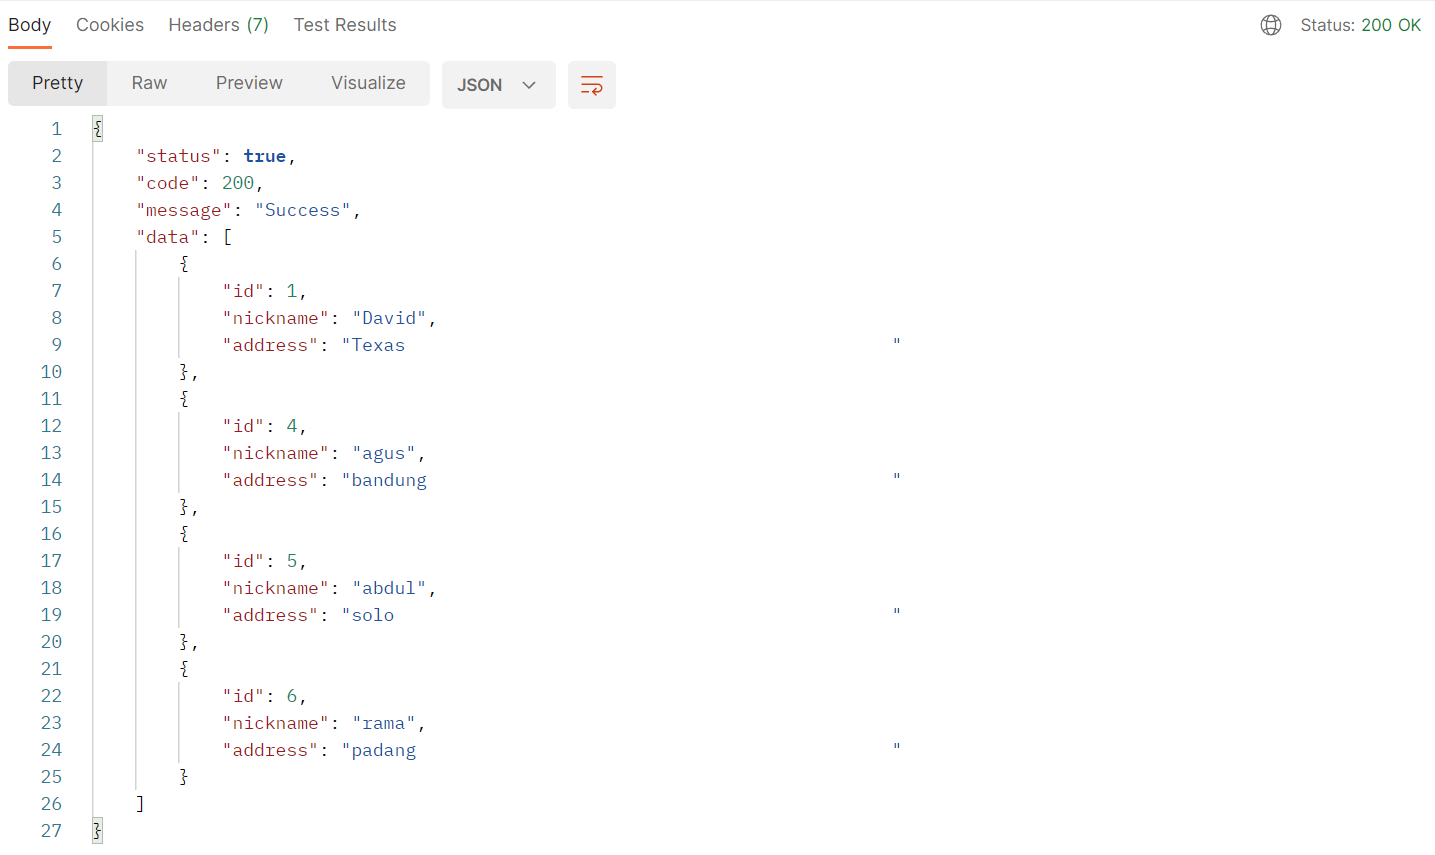 Body Cookies Headers (7) Test Results Status: 200 OK
Pretty Raw Preview Visualize JSON
1 {
2     "status": true,
3     "code": 200,
4     "message": "Success",
5     "data": [
6         {
7             "id": 1,
8             "nickname": "David",
9             "address": "Texas                                             "
10         },
11         {
12             "id": 4,
13             "nickname": "agus",
14             "address": "bandung                                           "
15         },
16         {
17             "id": 5,
18             "nickname": "abdul",
19             "address": "solo                                              "
20         },
21         {
22             "id": 6,
23             "nickname": "rama",
24             "address": "padang                                            "
25         }
26     ]
27 }